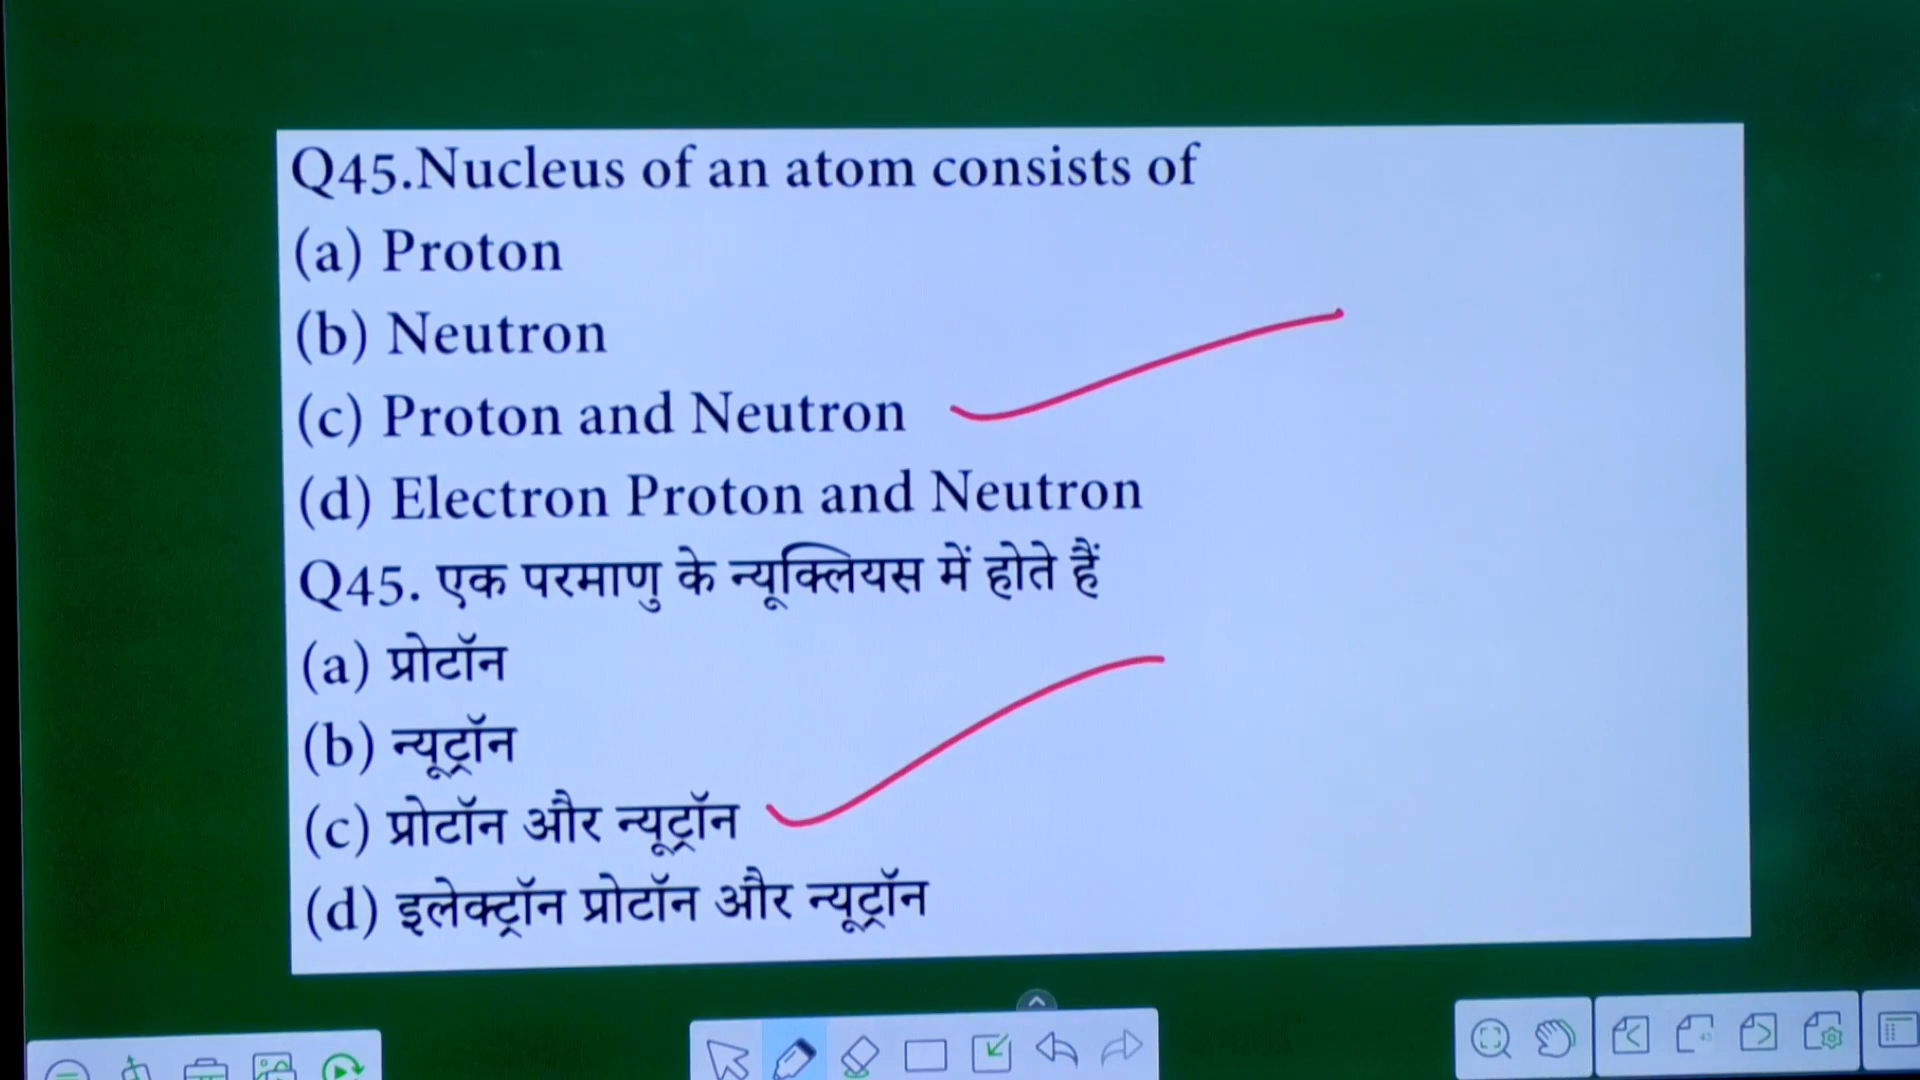 Q45.Nucleus of an atom consists of
(a) Proton
(b) Neutron
(c) Proton and Neutron
(d) Electron Proton and Neutron
Q45. एक परमाणु के न्यूक्लियस में होते हैं
(a) प्रोटॉन
(b) न्यूट्रॉन
(c) प्रोटॉन और न्यूट्रॉन
(d) इलेक्ट्रॉन प्रोटॉन और न्यूट्रॉन